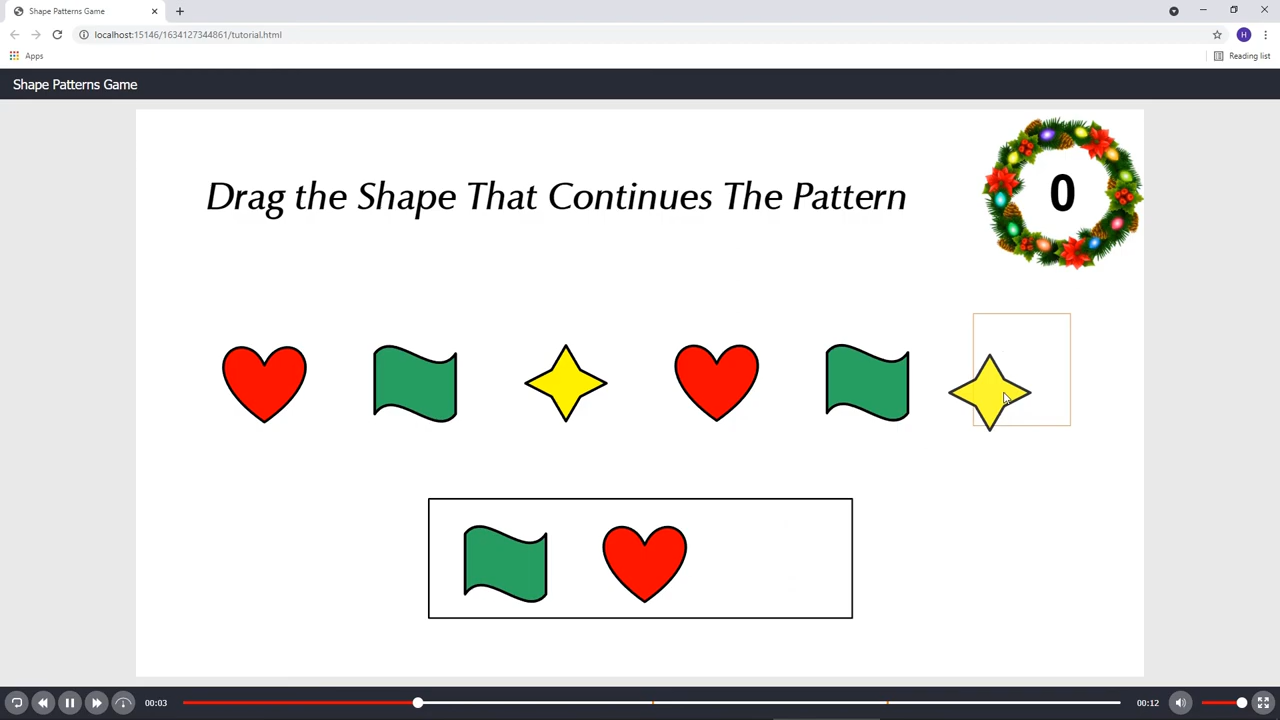 Shape Patterns Game
localhost:15146/1634127344861/tutorial.html
H
Apps
Reading list
Shape Patterns Game
Drag the Shape That Continues The Pattern
0
00:03
00:12